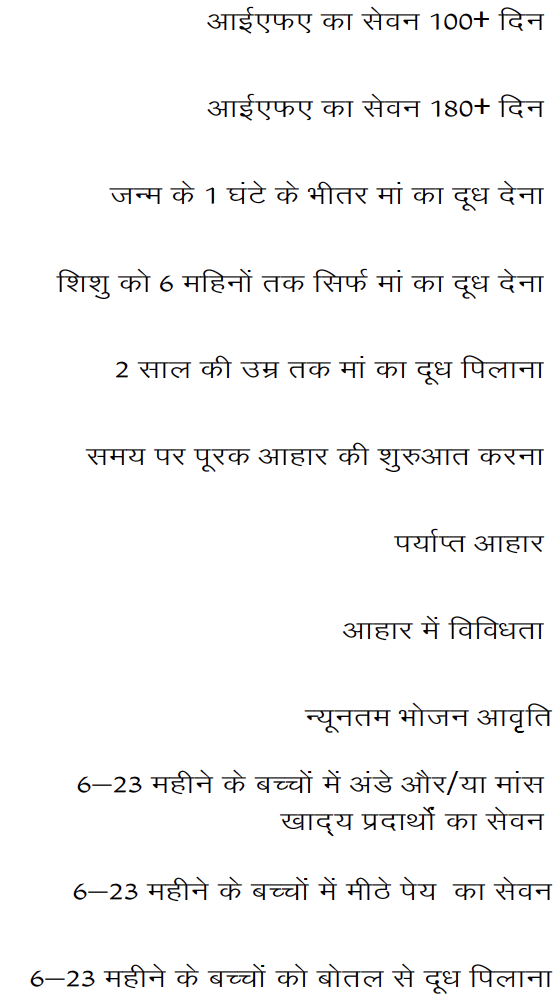 आईएफए का सेवन 100+ दिन
आईएफए का सेवन 180+ दिन
जन्म के 1 घंटे के भीतर मां का दूध देना
शिशु को 6 महिनों तक सिर्फ मां का दूध देना
2 साल की उम्र तक मां का दूध पिलाना
समय पर पूरक आहार की शुरुआत करना
पर्याप्त आहार
आहार में विविधता
न्यूनतम भोजन आवृति
6–23 महीने के बच्चों में अंडे और/या मांस
खाद्य प्रदार्थों का सेवन
6–23 महीने के बच्चों में मीठे पेय का सेवन
6–23 महीने के बच्चों को बोतल से दूध पिलाना